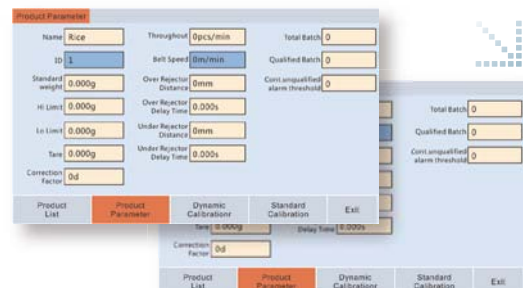 Product Parameter
Name Rice Throughout 0pcs/min Total Batch 0
ID 1 Belt Speed 0m/min Qualified Batch 0
Standard weight 0.000g Over Rejector Distance 0mm Cont.unqualified alarm threshold 0
Hi Limit 0.000g Over Rejector Delay Time 0.000s
Lo Limit 0.000g Under Rejector Distance 0mm
Tare 0.000g Under Rejector Delay Time 0.000s
Correction Factor 0d
Product List Product Parameter Dynamic Calibrationr Standard Calibration Exit
Total Batch 0
Qualified Batch 0
Cont.unqualified alarm threshold 0
Tare 0.000g Delay Time 0.000s
Correction Factor 0d
Product List Product Parameter Dynamic Calibrationr Standard Calibration Exit